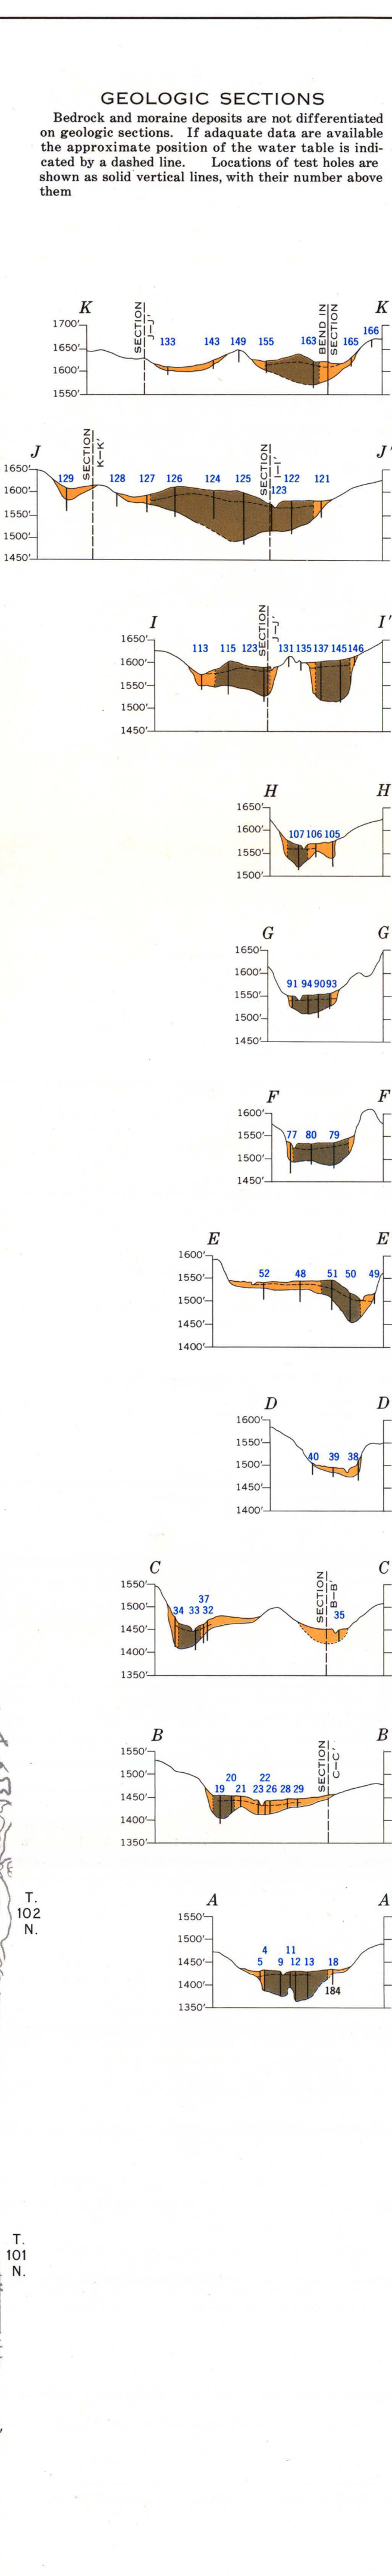 GEOLOGIC SECTIONS
Bedrock and moraine deposits are not differentiated
on geologic sections. If adaquate data are available
the approximate position of the water table is indi-
cated by a dashed line. Locations of test holes are
shown as solid vertical lines, with their number above
them
K K
SECTION
J-J'
BEND IN
SECTION
1700'
1650'
1600'
1550'
133 143 149 155 163 165 166
J J'
SECTION
K-K'
SECTION
I-I'
1650'
1600'
1550'
1500'
1450'
129 128 127 126 124 125 123 122 121
I I'
SECTION
J-J'
1650'
1600'
1550'
1500'
1450'
113 115 123 131 135 137 145 146
H H
1650'
1600'
1550'
1500'
107 106 105
G G
1650'
1600'
1550'
1500'
1450'
91 94 90 93
F F
1600'
1550'
1500'
1450'
77 80 79
E E
1600'
1550'
1500'
1450'
1400'
52 48 51 50 49
D D
1600'
1550'
1500'
1450'
1400'
40 39 38
C C
SECTION
B-B'
1550'
1500'
1450'
1400'
1350'
37
34 33 32 35
B B
SECTION
C-C'
1550'
1500'
1450'
1400'
1350'
20 22
19 21 23 26 28 29
T.
102
N.
A A
1550'
1500'
1450'
1400'
1350'
4 11
5 9 12 13 18
184
T.
101
N.